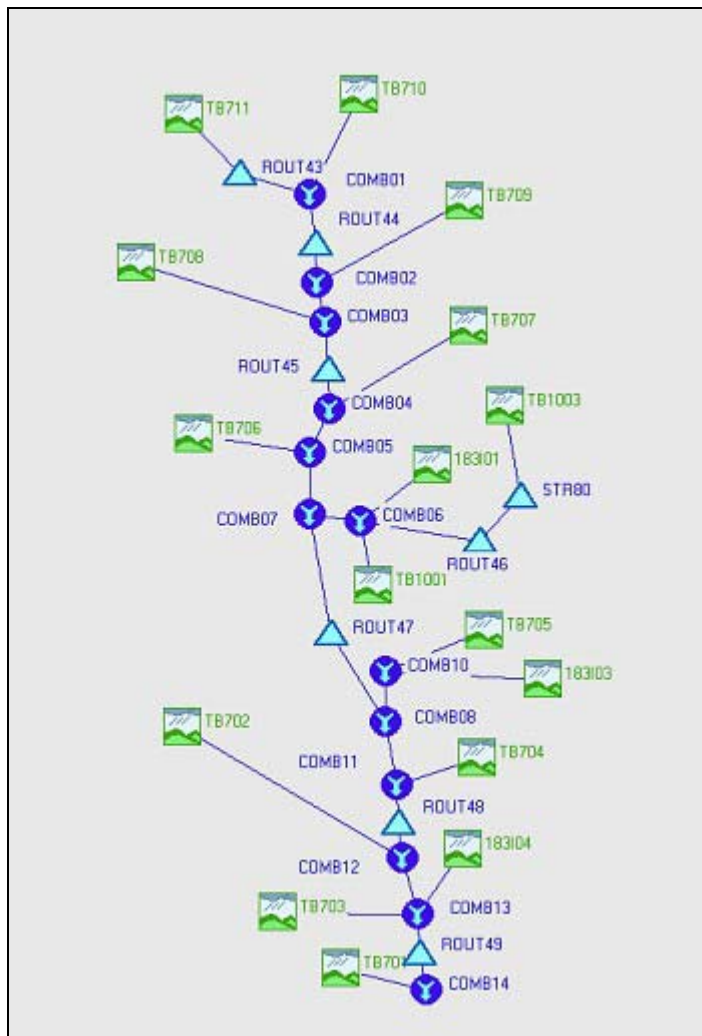 TB710
TB711
ROUT43
COMB01
TB709
ROUT44
TB708
COMB02
COMB03
TB707
ROUT45
TB1003
COMB04
TB706
COMB05
183I01
STR80
COMB07
COMB06
ROUT46
TB1001
TB705
ROUT47
COMB10
183I03
TB702
COMB08
TB704
COMB11
ROUT48
183I04
COMB12
TB703
COMB13
ROUT49
TB701
COMB14